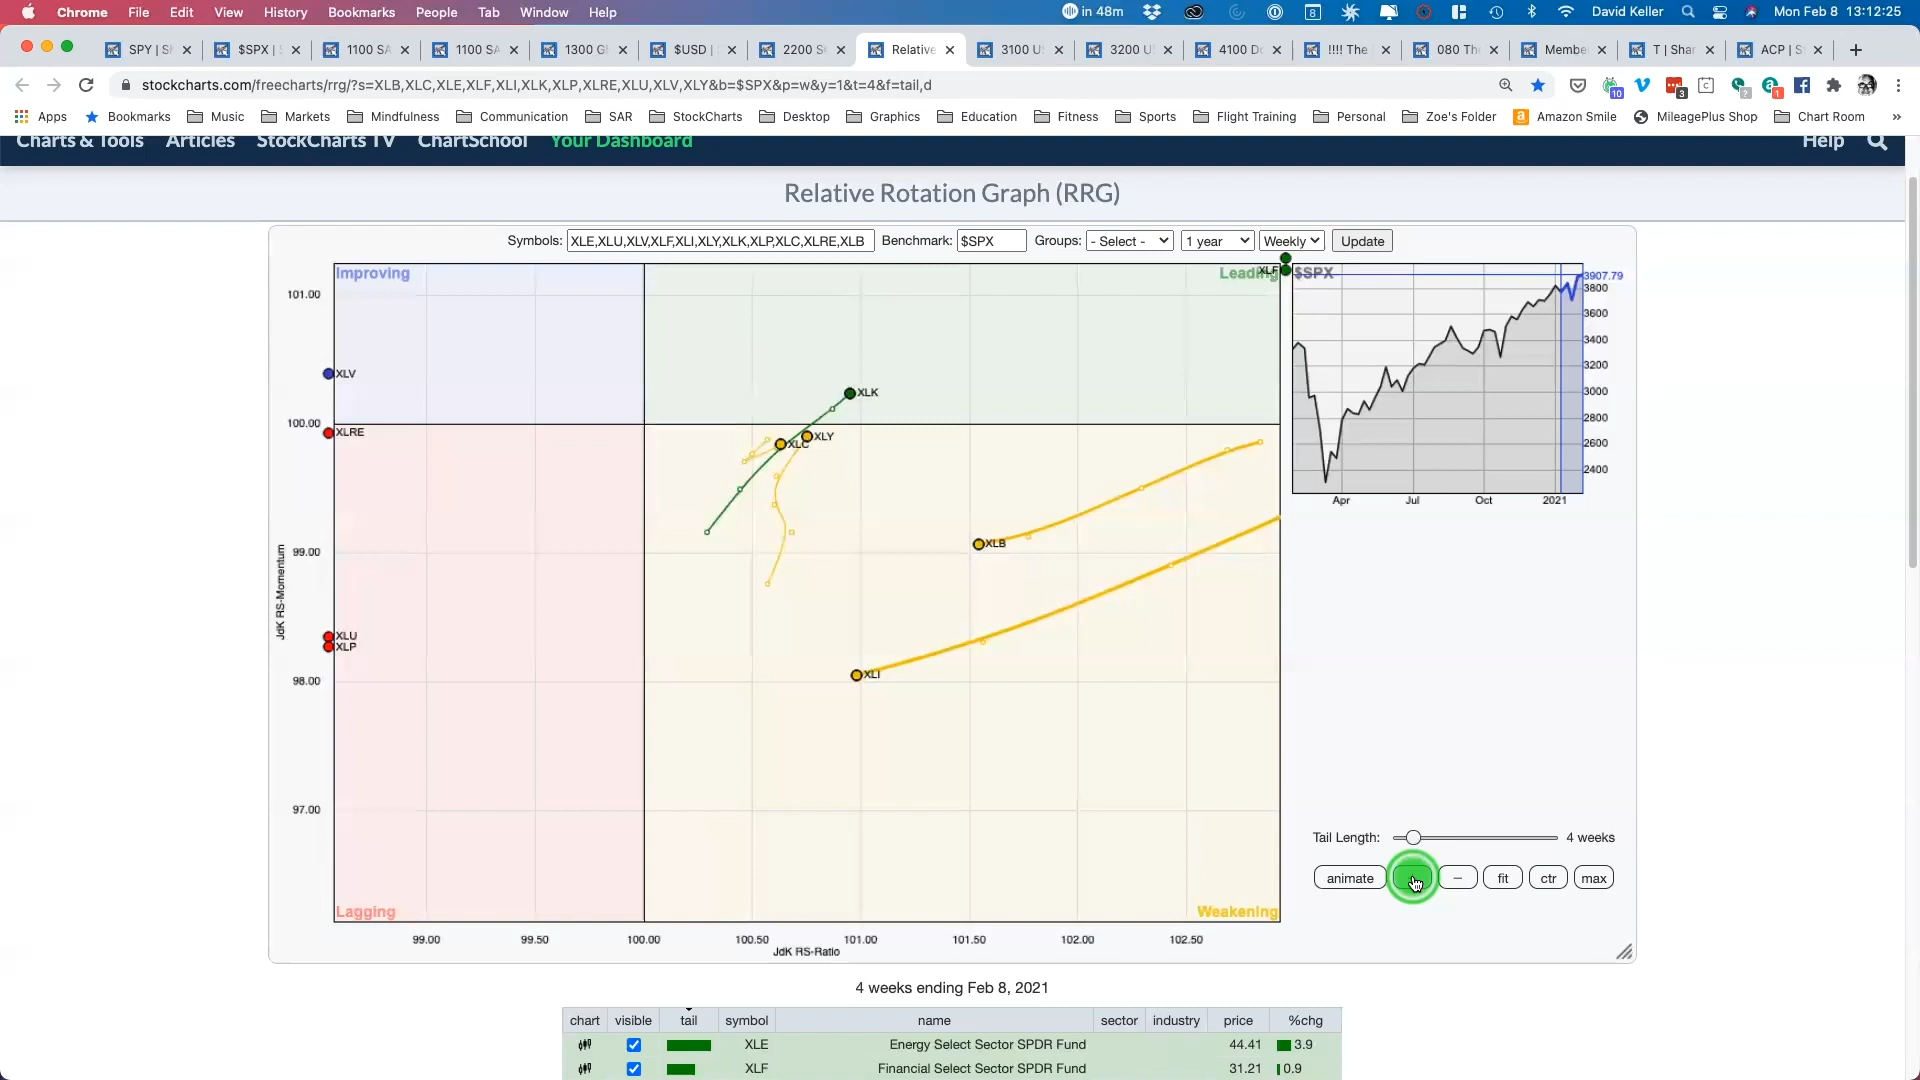 Chrome File Edit View History Bookmarks People Tab Window Help in 48m 8 David Keller Mon Feb 8 13:12:25
SPY | S $SPX | 1100 SA 1100 SA 1300 G $USD | 2200 S Relative 3100 U 3200 U 4100 D !!!! The 080 Th Membe T | Shar ACP | S
stockcharts.com/freecharts/rrg/?s=XLB,XLC,XLE,XLF,XLI,XLK,XLP,XLRE,XLU,XLV,XLY&b=$SPX&p=w&y=1&t=4&f=tail,d 10 3 ? 1
Apps Bookmarks Music Markets Mindfulness Communication SAR StockCharts Desktop Graphics Education Fitness Sports Flight Training Personal Zoe's Folder Amazon Smile MileagePlus Shop Chart Room »
Charts & Tools Articles StockCharts TV ChartSchool Your Dashboard Help
Relative Rotation Graph (RRG)
Symbols: XLE,XLU,XLV,XLF,XLI,XLY,XLK,XLP,XLC,XLRE,XLB Benchmark: $SPX Groups: - Select - 1 year Weekly Update
Improving Leading XLF $SPX
3907.79
3800
3600
3400
3200
3000
2800
2600
2400
Apr Jul Oct 2021
101.00
100.00
99.00
98.00
97.00
JdK RS-Momentum
XLV
XLK
XLRE
XLY
XLC
XLB
XLU
XLP
XLI
Lagging Weakening
99.00 99.50 100.00 100.50 101.00 101.50 102.00 102.50
JdK RS-Ratio
Tail Length: 4 weeks
animate – fit ctr max
4 weeks ending Feb 8, 2021
chart visible tail symbol name sector industry price %chg
XLE Energy Select Sector SPDR Fund 44.41 3.9
XLF Financial Select Sector SPDR Fund 31.21 0.9